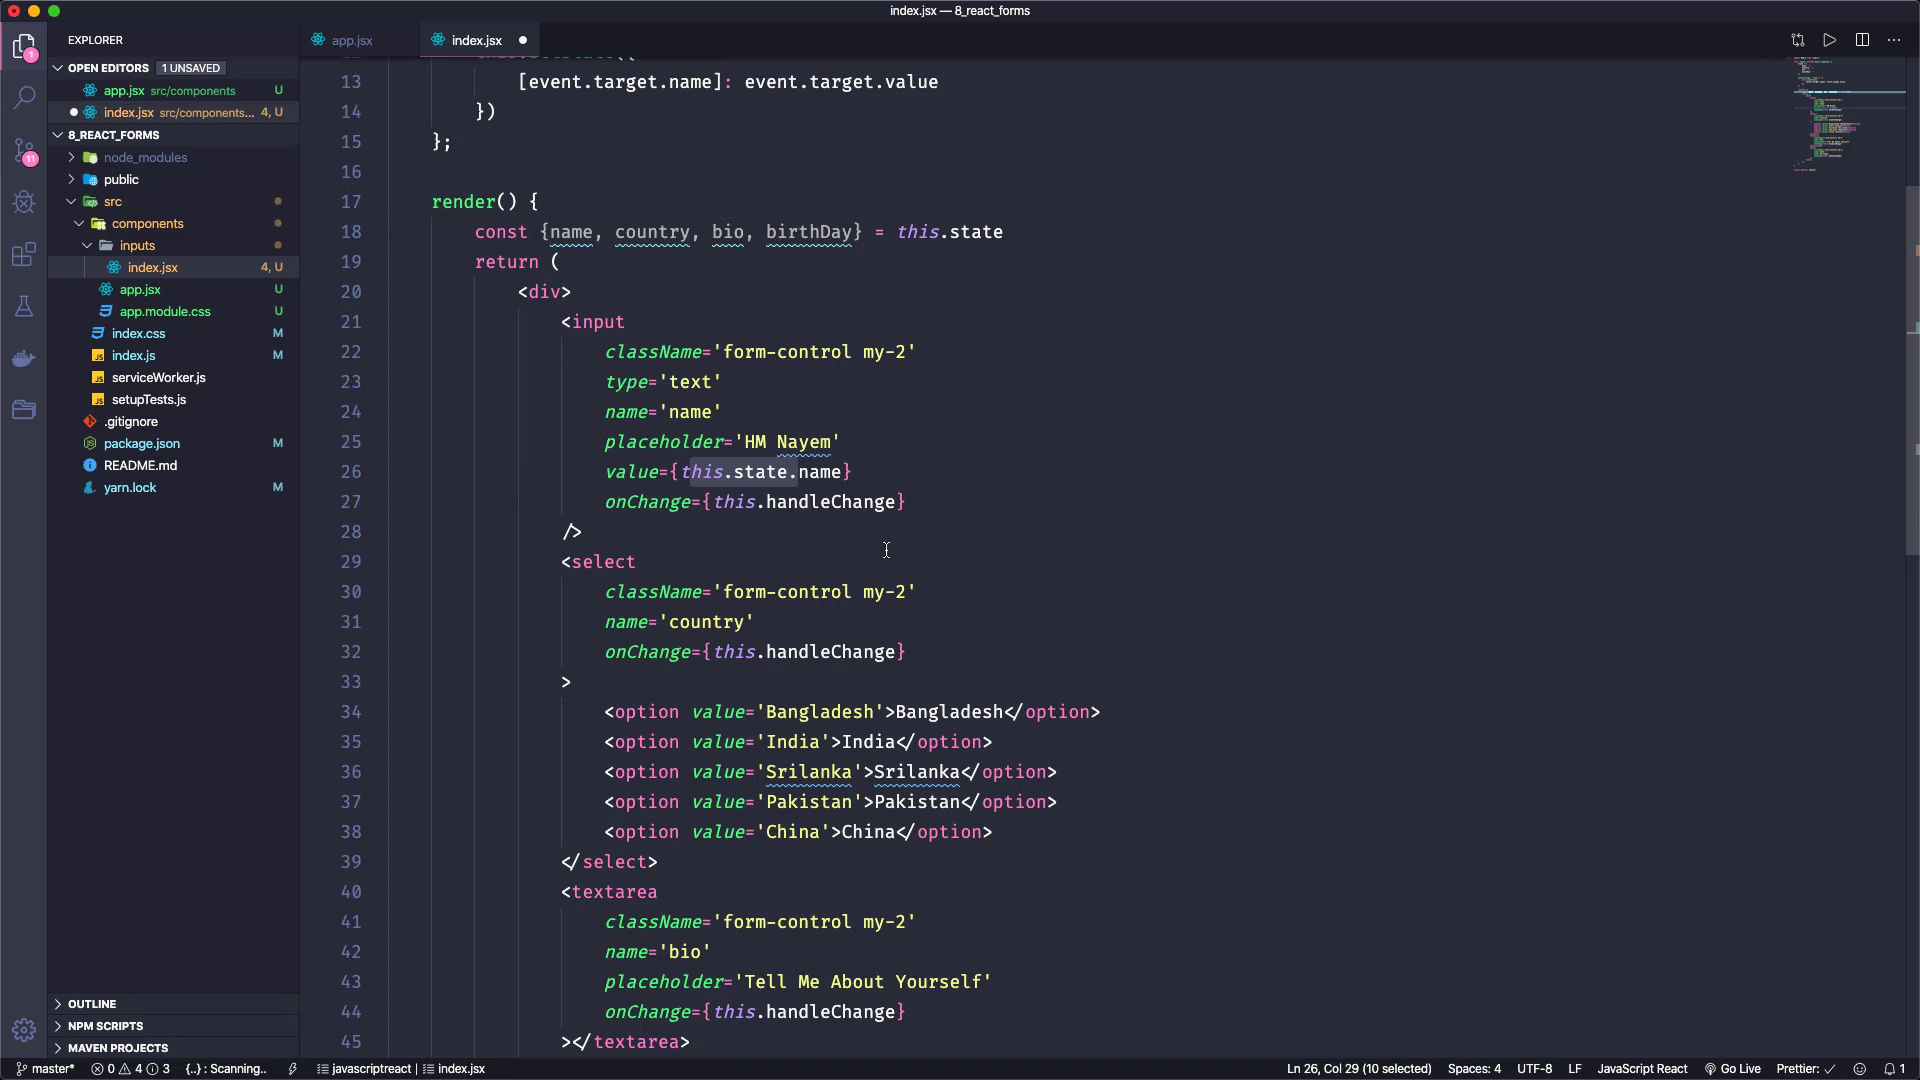 index.jsx — 8_react_forms
EXPLORER
OPEN EDITORS 1 UNSAVED
app.jsx src/components U
index.jsx src/components... 4, U
8_REACT_FORMS
node_modules
public
src
components
inputs
index.jsx 4, U
app.jsx U
app.module.css U
index.css M
index.js M
serviceWorker.js
setupTests.js
.gitignore
package.json M
README.md
yarn.lock M
OUTLINE
NPM SCRIPTS
MAVEN PROJECTS
1
11
app.jsx index.jsx
13 [event.target.name]: event.target.value
14 })
15 };
16
17 render() {
18 const {name, country, bio, birthDay} = this.state
19 return (
20 <div>
21 <input
22 className='form-control my-2'
23 type='text'
24 name='name'
25 placeholder='HM Nayem'
26 value={this.state.name}
27 onChange={this.handleChange}
28 />
29 <select
30 className='form-control my-2'
31 name='country'
32 onChange={this.handleChange}
33 >
34 <option value='Bangladesh'>Bangladesh</option>
35 <option value='India'>India</option>
36 <option value='Srilanka'>Srilanka</option>
37 <option value='Pakistan'>Pakistan</option>
38 <option value='China'>China</option>
39 </select>
40 <textarea
41 className='form-control my-2'
42 name='bio'
43 placeholder='Tell Me About Yourself'
44 onChange={this.handleChange}
45 ></textarea>
master* 0 4 3 {..} : Scanning.. javascriptreact index.jsx Ln 26, Col 29 (10 selected) Spaces: 4 UTF-8 LF JavaScript React Go Live Prettier: ✓ 1